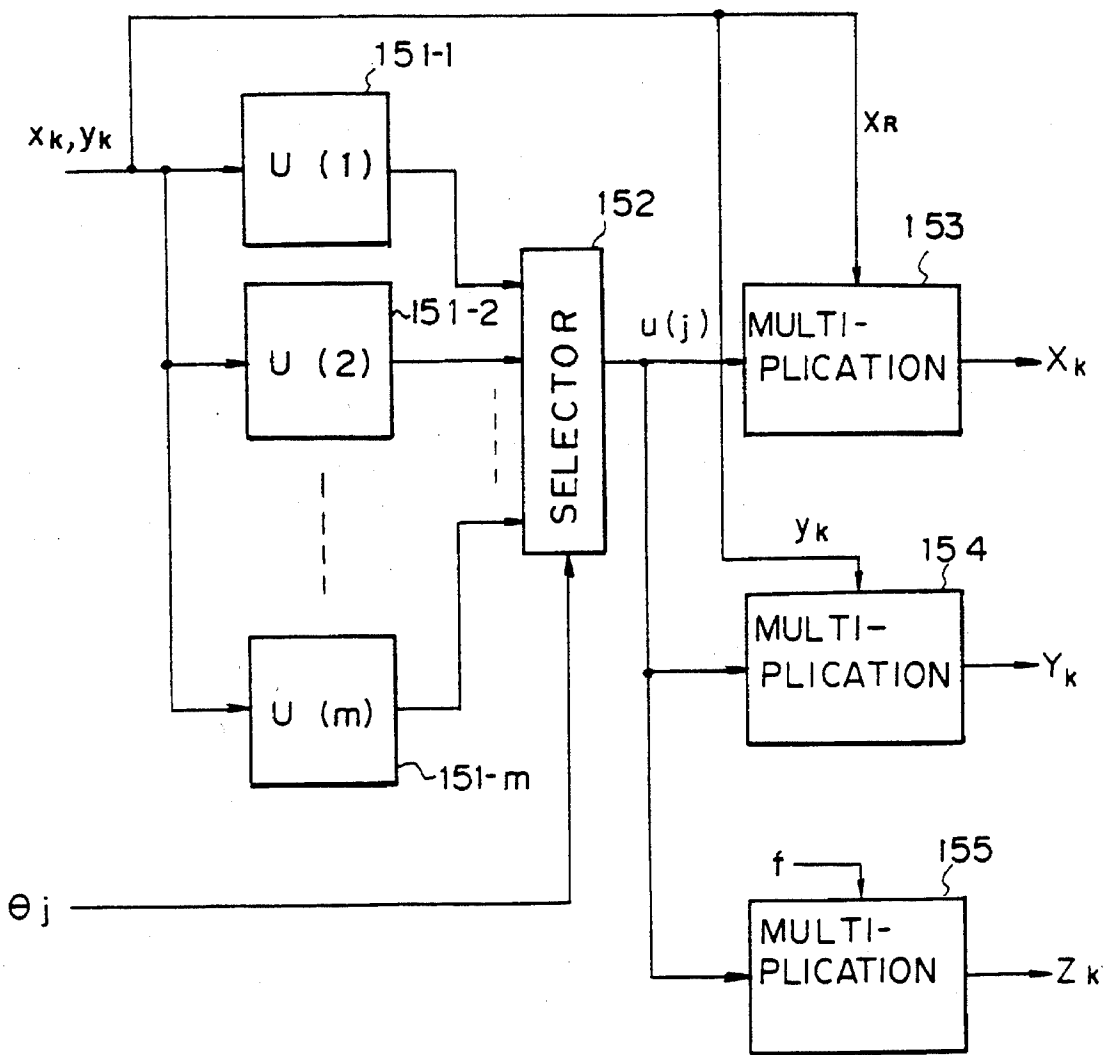 151-1
xk, yk
U (1)
xR
152
153
151-2
U (2)
SELECTOR
u(j)
MULTI-
PLICATION
Xk
yk
154
MULTI-
PLICATION
Yk
U (m)
151-m
f
155
θj
MULTI-
PLICATION
Zk